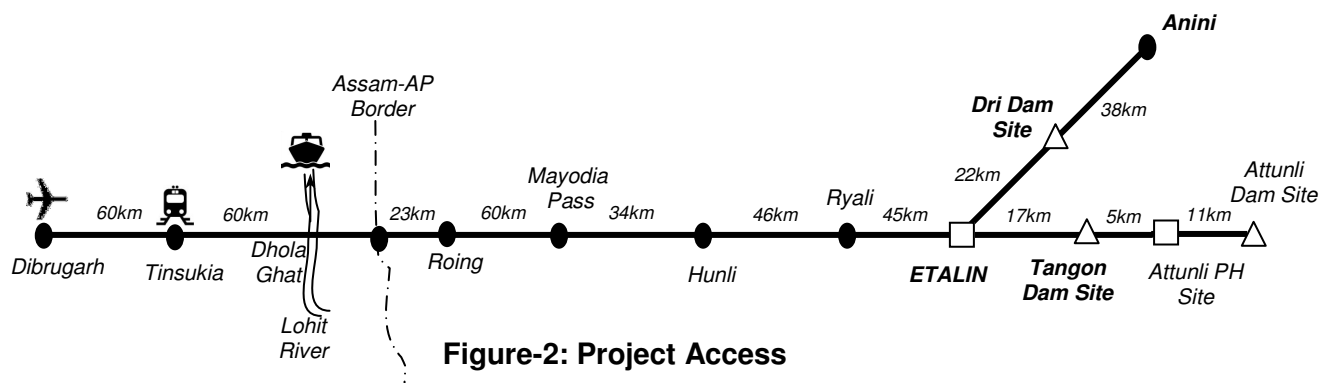 Anini
Assam-AP
Border
Dri Dam
Site
38km
Mayodia
Pass
Attunli
Dam Site
22km
Ryali
60km
60km
23km
60km
34km
46km
45km
17km
5km
11km
Dibrugarh
Tinsukia
Dhola
Ghat
Roing
Hunli
ETALIN
Tangon
Dam Site
Attunli PH
Site
Lohit
River
Figure-2: Project Access